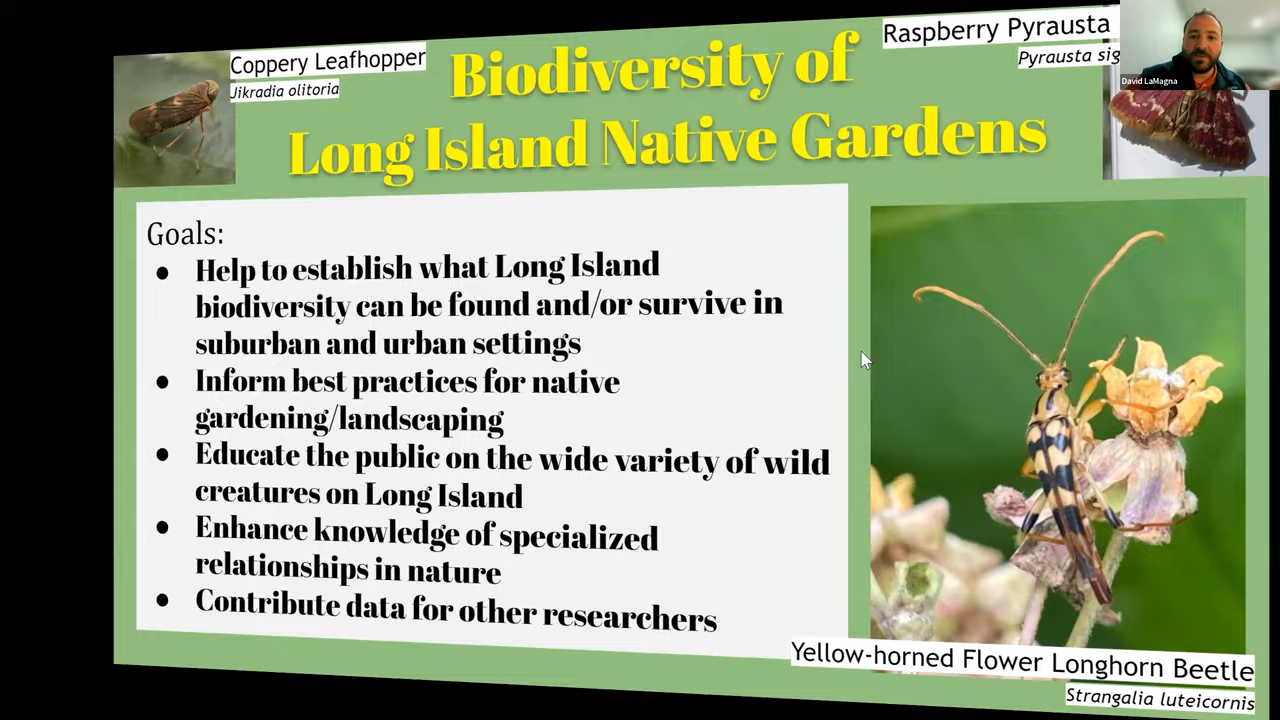 Coppery Leafhopper
Jikradia olitoria
Biodiversity of
Long Island Native Gardens
Raspberry Pyrausta
Pyrausta
David LaMagna
Goals:
● Help to establish what Long Island
biodiversity can be found and/or survive in
suburban and urban settings
● Inform best practices for native
gardening/landscaping
● Educate the public on the wide variety of wild
creatures on Long Island
● Enhance knowledge of specialized
relationships in nature
● Contribute data for other researchers
Yellow-horned Flower Longhorn Beetle
Strangalia luteicornis